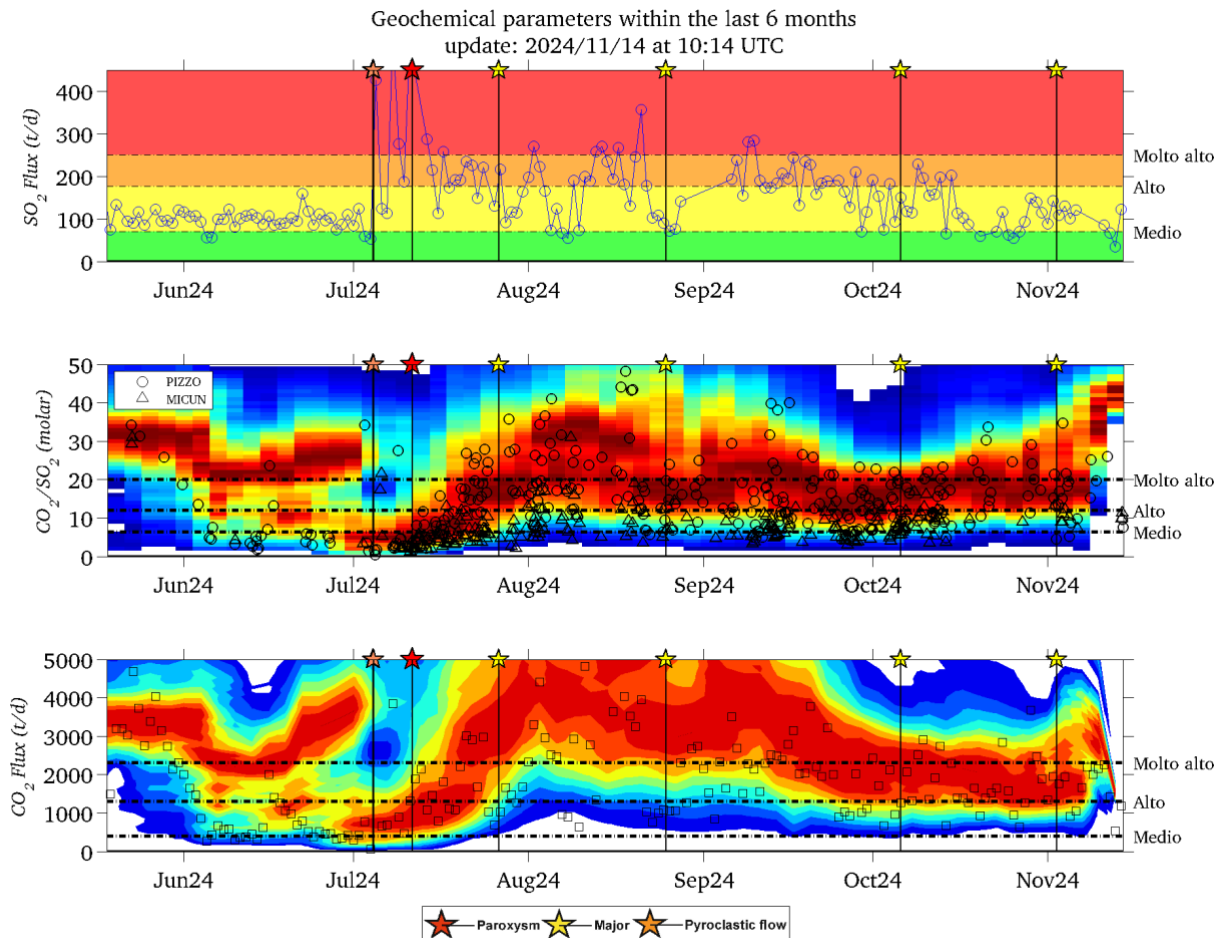 Geochemical parameters within the last 6 months
update: 2024/11/14 at 10:14 UTC
SO2 Flux (t/d)
400
300
200
100
0
Molto alto
Alto
Medio
Jun24 Jul24 Aug24 Sep24 Oct24 Nov24
CO2/SO2 (molar)
50
40
30
20
10
0
PIZZO
MICUN
Molto alto
Alto
Medio
Jun24 Jul24 Aug24 Sep24 Oct24 Nov24
CO2 Flux (t/d)
5000
4000
3000
2000
1000
0
Molto alto
Alto
Medio
Jun24 Jul24 Aug24 Sep24 Oct24 Nov24
Paroxysm Major Pyroclastic flow